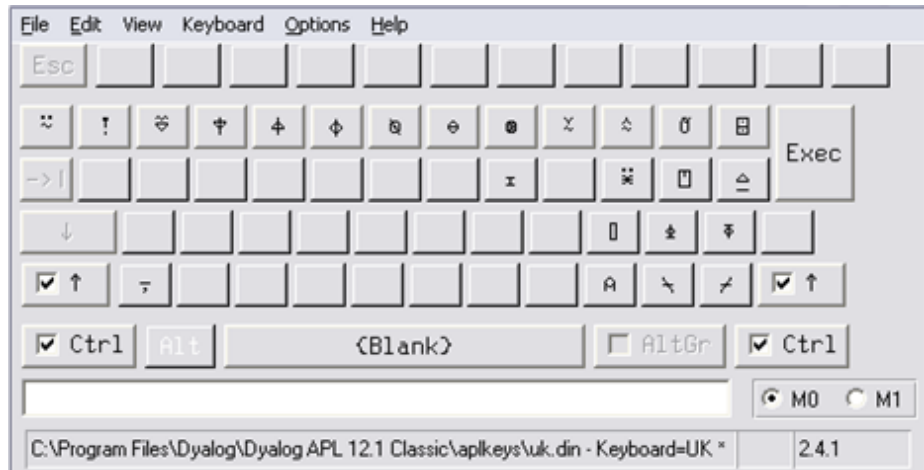 File Edit View Keyboard Options Help
Esc
⍨ ! ⍒ ⍋ ⌽ ⍉ ⊖ ⍟ ⍱ ⍲ ⌹ Exec
->| ⌶ ⍞ ⍙
↓ ⎕ ⍎ ⍕
↑ ⍪ ⍝ ⍀ ⌿ ↑
Ctrl Alt {Blank} AltGr Ctrl
M0 M1
C:\Program Files\Dyalog\Dyalog APL 12.1 Classic\aplkeys\uk.din - Keyboard=UK * 2.4.1